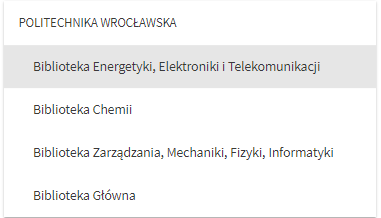 POLITECHNIKA WROCŁAWSKA
Biblioteka Energetyki, Elektroniki i Telekomunikacji
Biblioteka Chemii
Biblioteka Zarządzania, Mechaniki, Fizyki, Informatyki
Biblioteka Główna